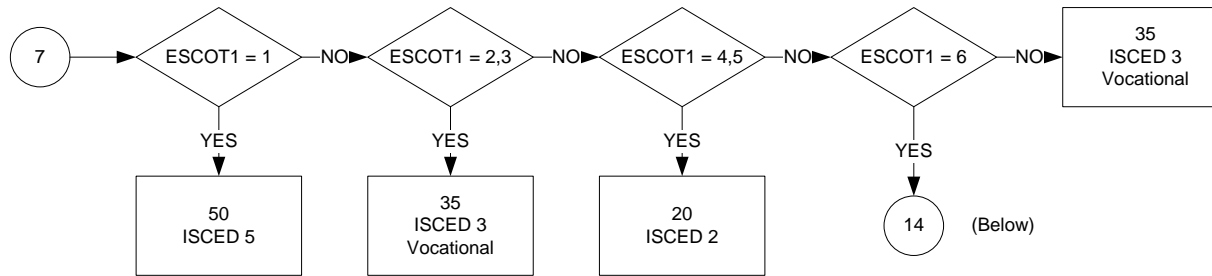 7
ESCOT1 = 1
NO
ESCOT1 = 2,3
NO
ESCOT1 = 4,5
NO
ESCOT1 = 6
NO
35
ISCED 3
Vocational
YES
YES
YES
YES
50
ISCED 5
35
ISCED 3
Vocational
20
ISCED 2
14
(Below)